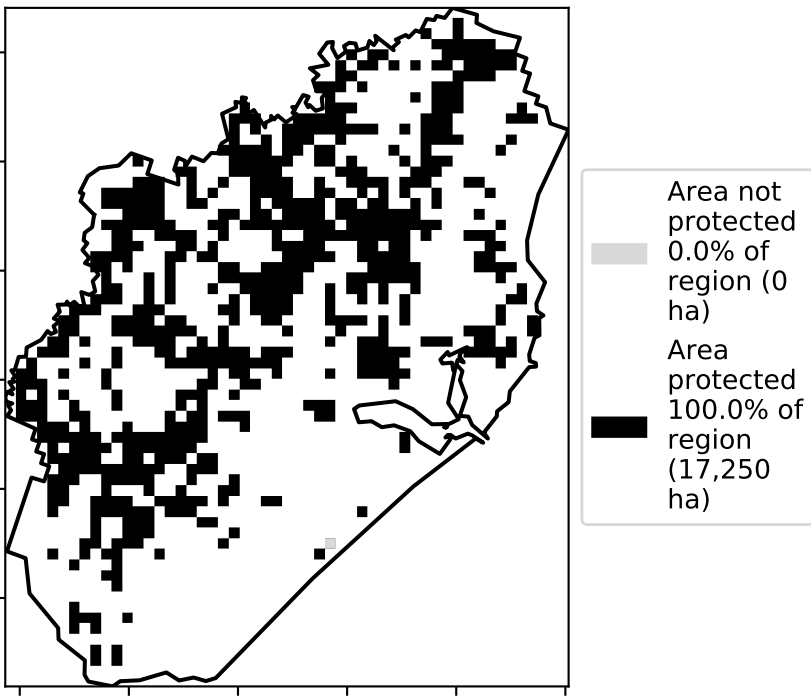 Area not
protected
0.0% of
region (0
ha)
Area
protected
100.0% of
region
(17,250
ha)